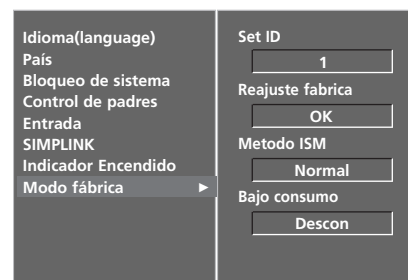 Idioma(language)
País
Bloqueo de sistema
Control de padres
Entrada
SIMPLINK
Indicador Encendido
Modo fábrica ►
Set ID
1
Reajuste fabrica
OK
Metodo ISM
Normal
Bajo consumo
Descon